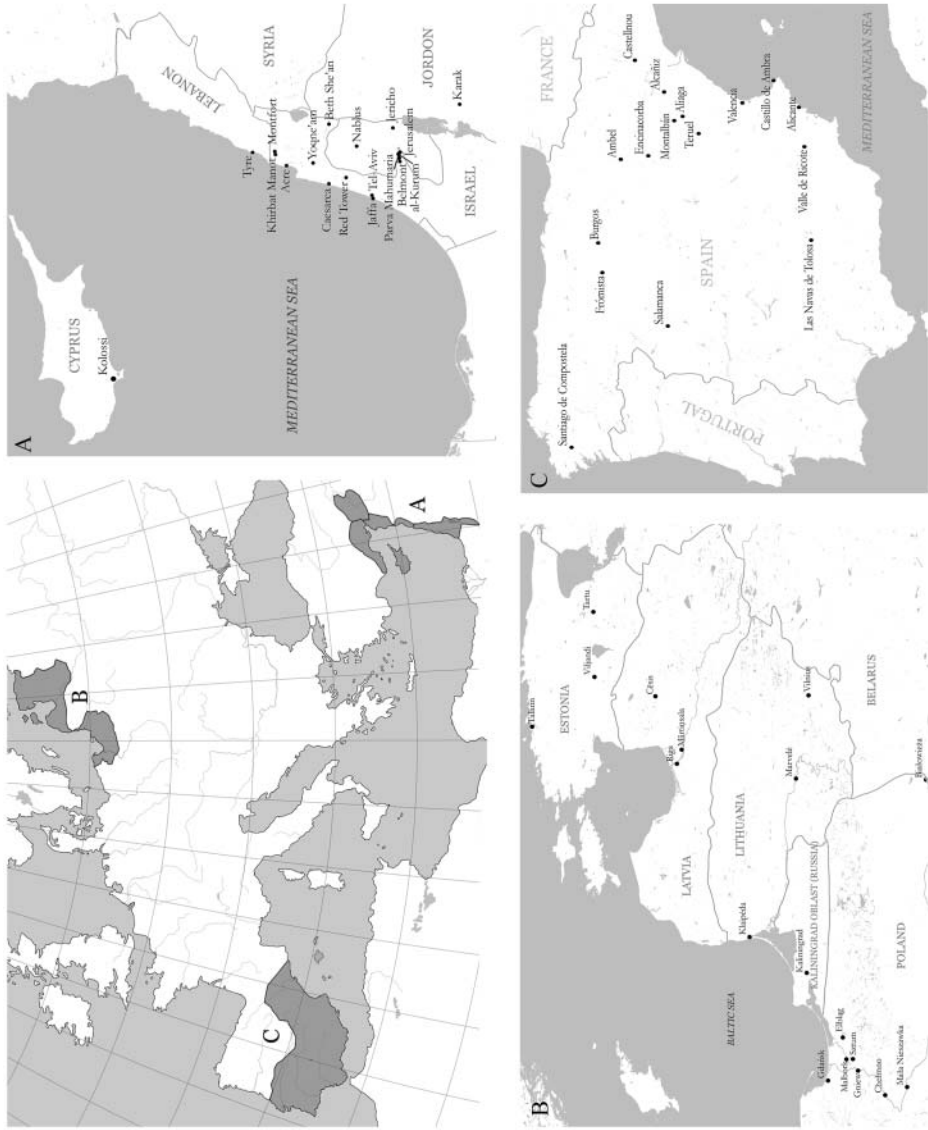 B
C
A
A
CYPRUS
Kolossi
LEBANON
SYRIA
Tyre
Khirbat Manot
Montfort
Acre
Yoqne'am
Caesarea
Beth She'an
Red Tower
Nablus
MEDITERRANEAN SEA
Jaffa
Tel-Aviv
Parva Mahumaria
Jericho
Belmont
Jerusalem
al-Kurum
JORDON
ISRAEL
Karak
B
Tallinn
ESTONIA
Viljandi
Tartu
Cēsis
Riga
Mārtiņsala
LATVIA
BALTIC SEA
LITHUANIA
Klaipėda
Marvelė
Vilnius
Kaliningrad
KALININGRAD OBLAST (RUSSIA)
Gdańsk
Elbląg
Malbork
Sztum
Gniew
BELARUS
Chełmno
POLAND
Mała Nieszawka
Białowieża
C
FRANCE
Santiago de Compostela
Burgos
Frómista
Ambel
Castellnou
Encinacorba
Alcañiz
Montalbán
Aliaga
Salamanca
Teruel
SPAIN
PORTUGAL
Valencia
Castillo de Ambra
Alicante
Valle de Ricote
Las Navas de Tolosa
MEDITERRANEAN SEA